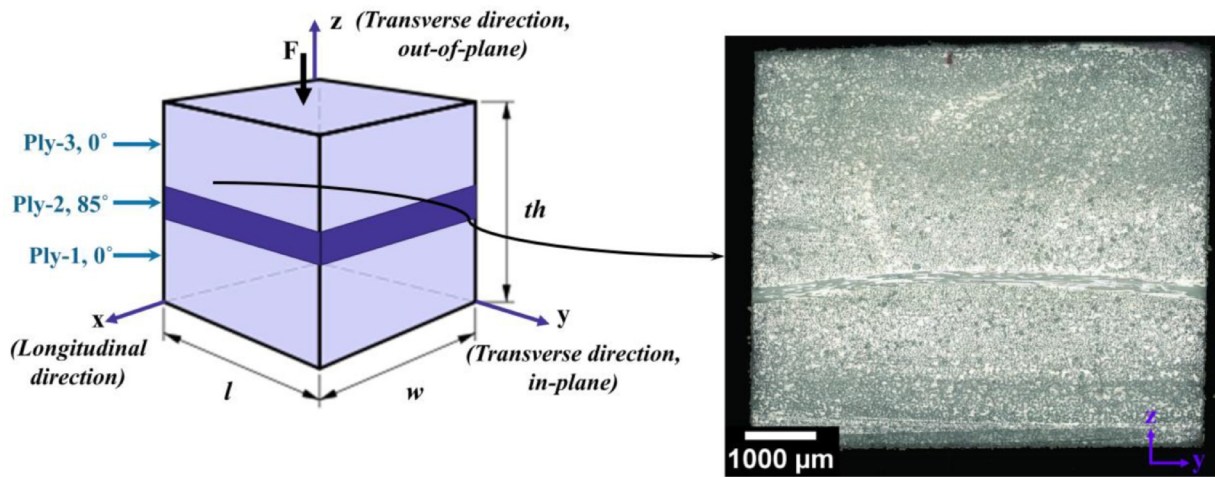 z (Transverse direction,
out-of-plane)
F
Ply-3, 0°
Ply-2, 85°
th
Ply-1, 0°
x
y
(Longitudinal
direction)
(Transverse direction,
in-plane)
l
w
1000 μm
z
y